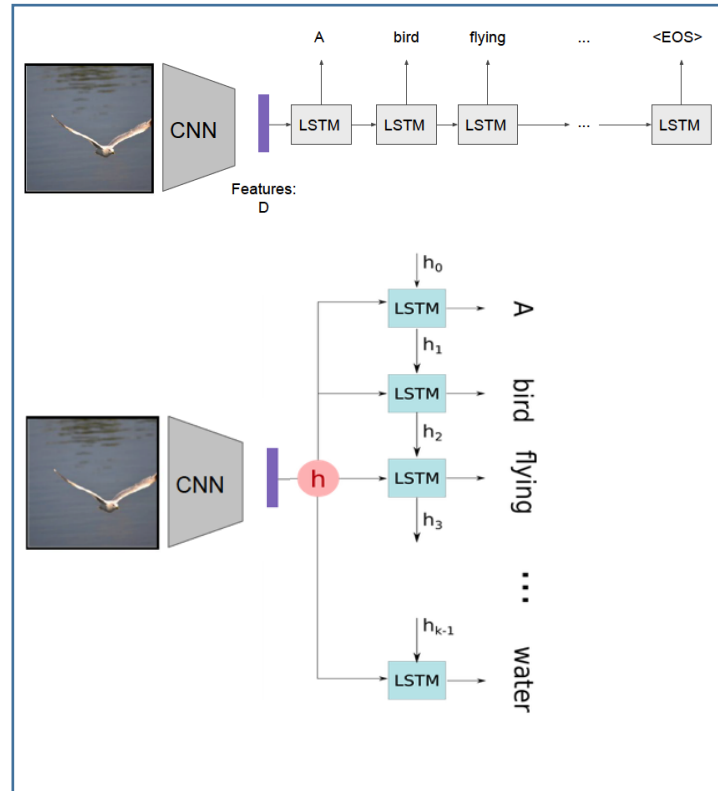 A bird flying ... <EOS>
CNN LSTM LSTM LSTM ... LSTM
Features:
D
h0
LSTM A
h1
LSTM bird
h2
CNN h LSTM flying
h3
...
hk-1
LSTM water